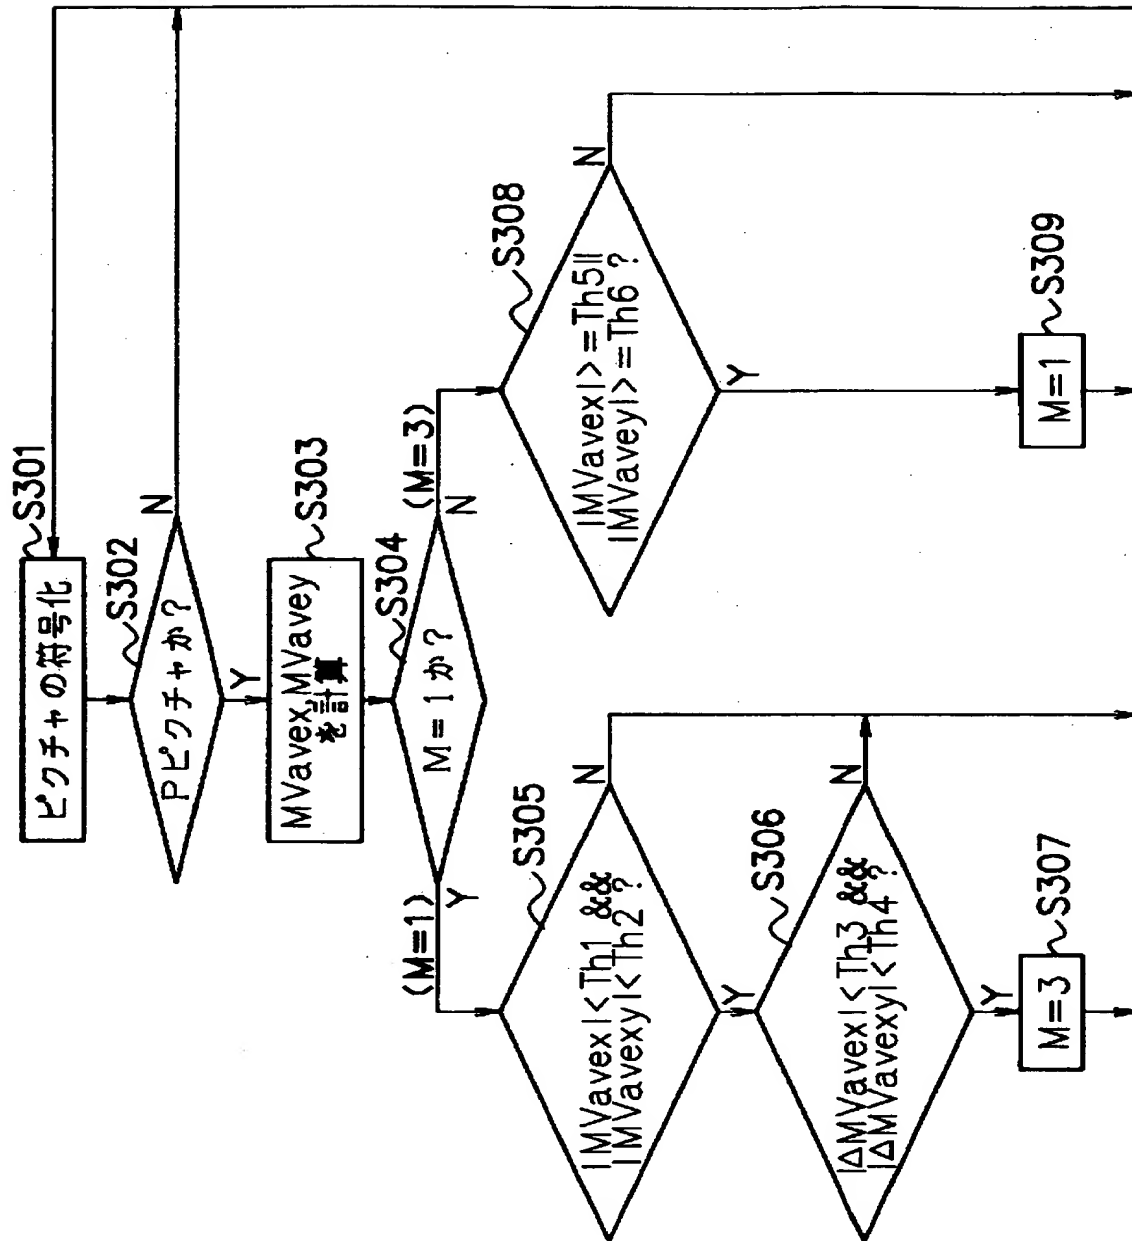 ピクチャの符号化
S301
Pピクチャか?
S302
N
Y
MVavex,MVavey
を計算
S303
M=1か?
S304
(M=1)
Y
(M=3)
N
|MVavex|<Th1 &&
|MVavexy|<Th2 ?
S305
N
Y
|ΔMVavex|<Th3 &&
|ΔMVavexy|<Th4 ?
S306
N
Y
M=3
S307
|MVavex|>=Th5||
|MVavey|>=Th6 ?
S308
N
Y
M=1
S309